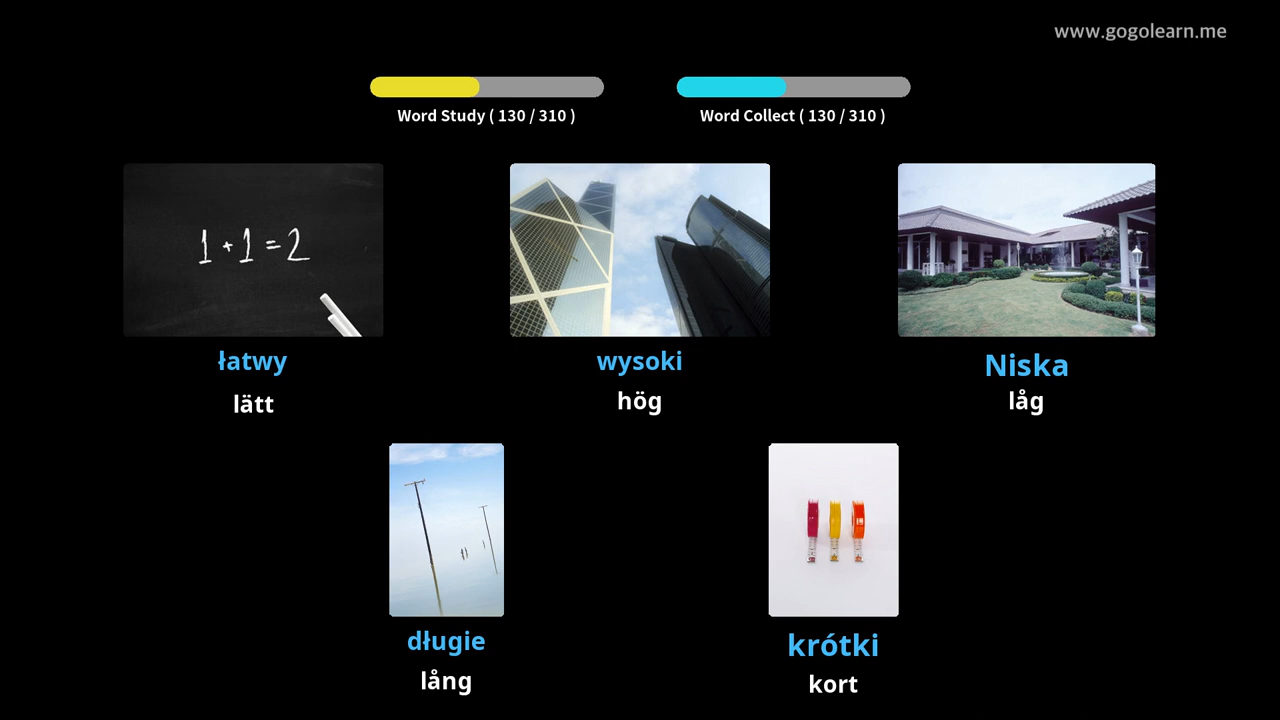 www.gogolearn.me
Word Study ( 130 / 310 )
Word Collect ( 130 / 310 )
1 + 1 = 2
łatwy
lätt
wysoki
hög
Niska
låg
długie
lång
krótki
kort